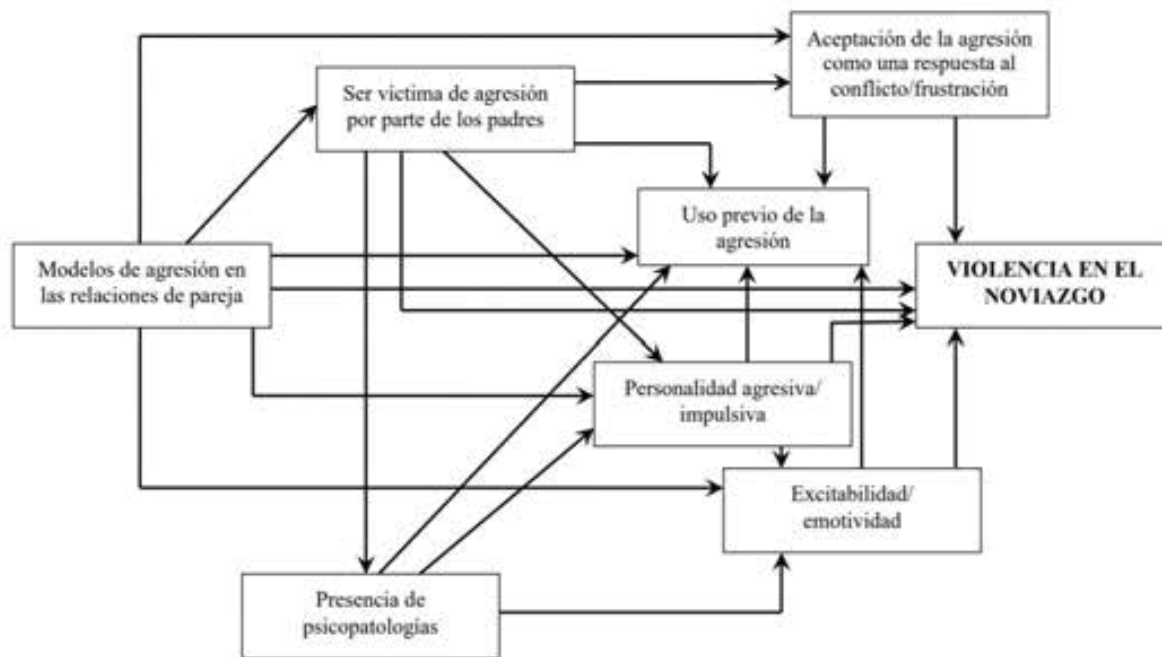 Aceptación de la agresión
como una respuesta al
conflicto/frustración
Ser víctima de agresión
por parte de los padres
Uso previo de la
agresión
Modelos de agresión en
las relaciones de pareja
VIOLENCIA EN EL
NOVIAZGO
Personalidad agresiva/
impulsiva
Excitabilidad/
emotividad
Presencia de
psicopatologías